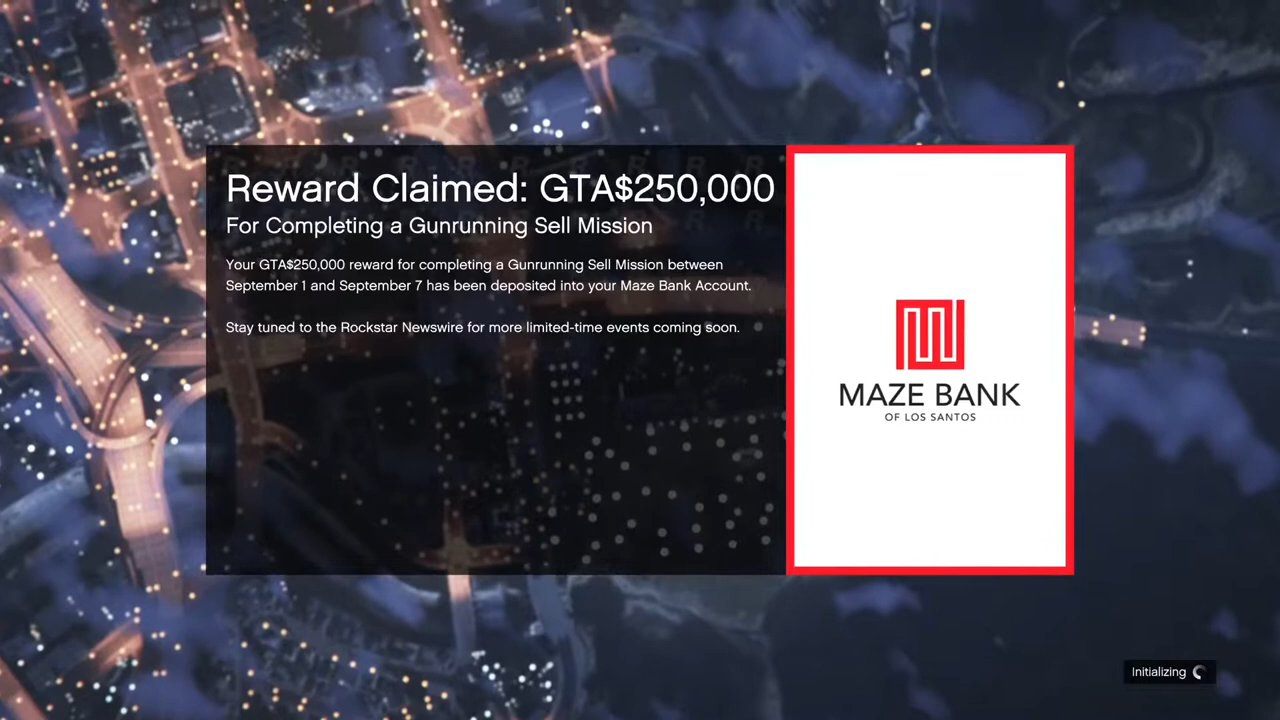 Reward Claimed: GTA$250,000
For Completing a Gunrunning Sell Mission
Your GTA$250,000 reward for completing a Gunrunning Sell Mission between
September 1 and September 7 has been deposited into your Maze Bank Account.
Stay tuned to the Rockstar Newswire for more limited-time events coming soon.
MAZE BANK
OF LOS SANTOS
Initializing